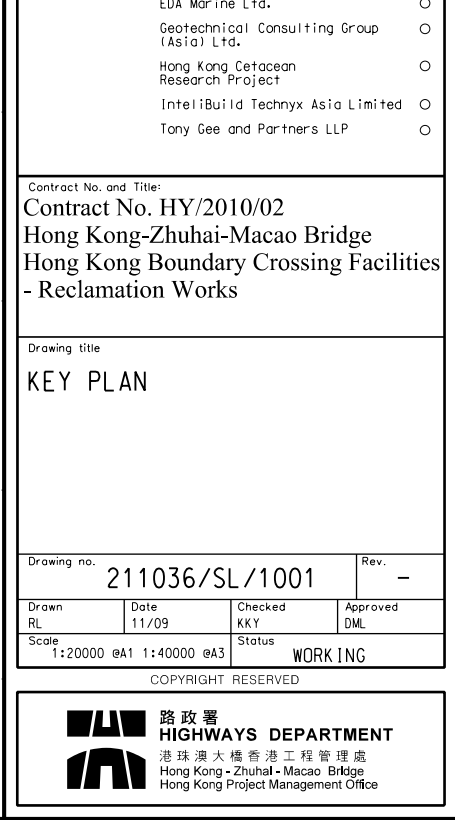 EDA Marine Ltd.
Geotechnical Consulting Group
(Asia) Ltd.
Hong Kong Cetacean
Research Project
InteliBuild Technyx Asia Limited
Tony Gee and Partners LLP
Contract No. and Title:
Contract No. HY/2010/02
Hong Kong-Zhuhai-Macao Bridge
Hong Kong Boundary Crossing Facilities
- Reclamation Works
Drawing title
KEY PLAN
Drawing no.
211036/SL/1001
Rev.
-
Drawn
RL
Date
11/09
Checked
KKY
Approved
DML
Scale
1:20000 @A1 1:40000 @A3
Status
WORKING
COPYRIGHT RESERVED
路政署
HIGHWAYS DEPARTMENT
港珠澳大橋香港工程管理處
Hong Kong - Zhuhai - Macao Bridge
Hong Kong Project Management Office